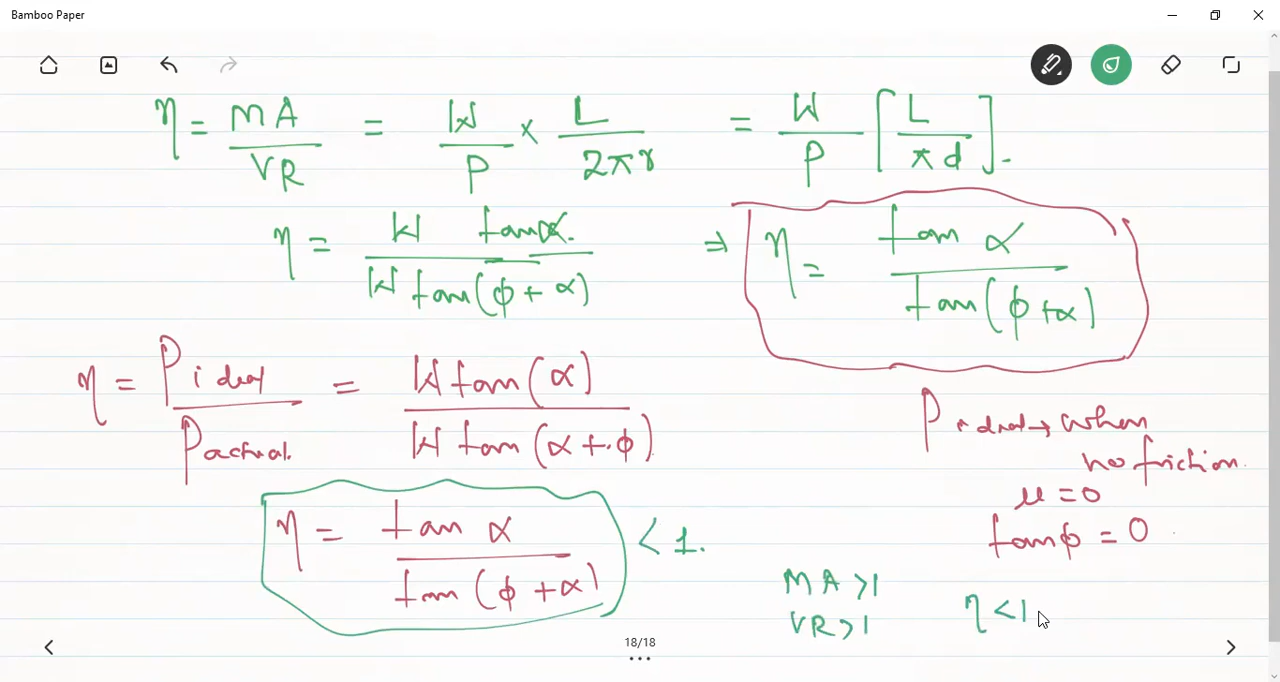 Bamboo Paper
η = MA / VR = W / P × L / 2πr = W / P [ L / πd ].
η = W tanα. / W tan(ϕ + α) ⇒ η = tan α / tan(ϕ + α)
η = P ideal / P actual. = W tan(α) / W tan(α + ϕ)
P ideal → when
no friction.
μ = 0
tanϕ = 0
η = tan α / tan(ϕ + α) < 1.
MA >1
VR >1
η <1
18/18